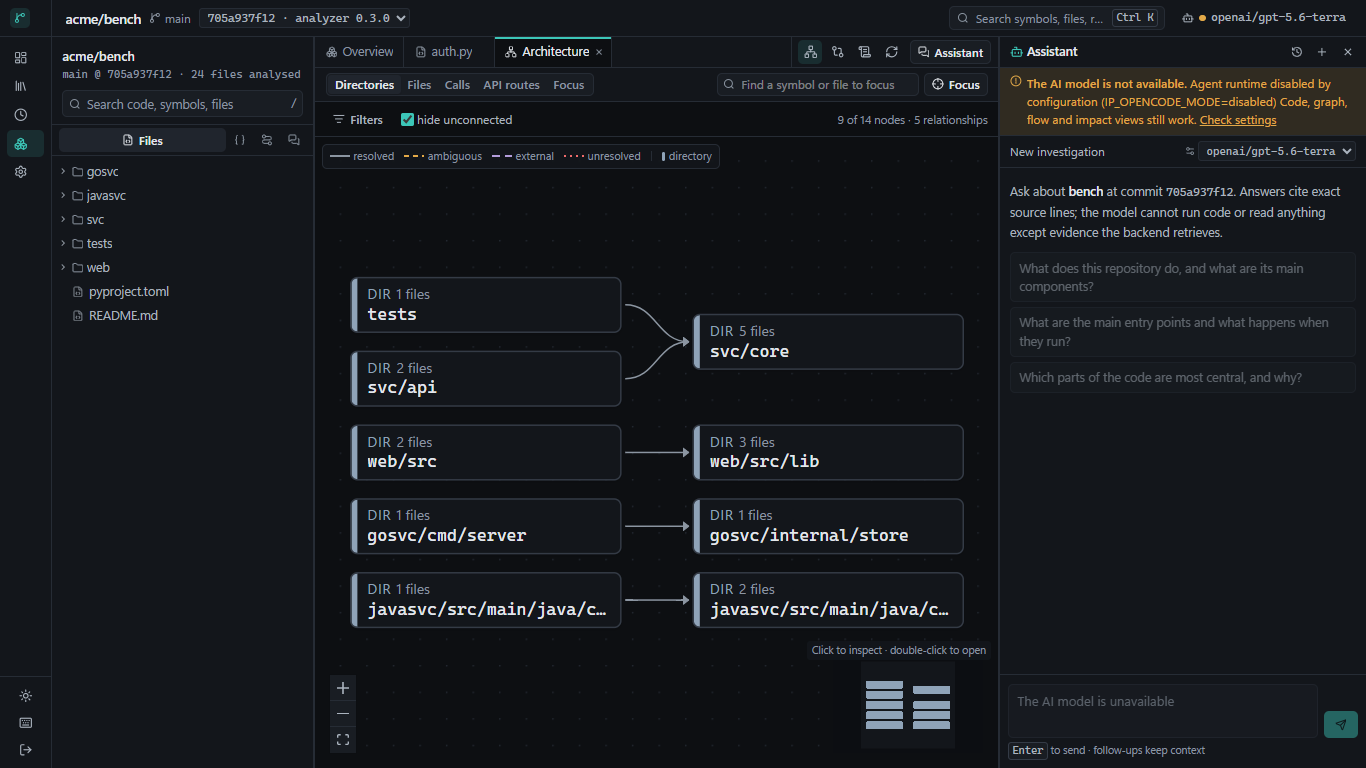 acme/bench main 705a937f12 · analyzer 0.3.0
Search symbols, files, r... Ctrl K openai/gpt-5.6-terra
acme/bench
main @ 705a937f12 · 24 files analysed
Search code, symbols, files /
Files
gosvc
javasvc
svc
tests
web
pyproject.toml
README.md
Overview auth.py Architecture × Assistant
Directories Files Calls API routes Focus Find a symbol or file to focus Focus
Filters hide unconnected 9 of 14 nodes · 5 relationships
resolved ambiguous external unresolved directory
DIR 1 files
tests
DIR 5 files
svc/core
DIR 2 files
svc/api
DIR 2 files
web/src
DIR 3 files
web/src/lib
DIR 1 files
gosvc/cmd/server
DIR 1 files
gosvc/internal/store
DIR 1 files
javasvc/src/main/java/c…
DIR 2 files
javasvc/src/main/java/c…
Click to inspect · double-click to open
Assistant
The AI model is not available. Agent runtime disabled by
configuration (IP_OPENCODE_MODE=disabled) Code, graph,
flow and impact views still work. Check settings
New investigation openai/gpt-5.6-terra
Ask about bench at commit 705a937f12. Answers cite exact
source lines; the model cannot run code or read anything
except evidence the backend retrieves.
What does this repository do, and what are its main
components?
What are the main entry points and what happens when
they run?
Which parts of the code are most central, and why?
The AI model is unavailable
Enter to send · follow-ups keep context